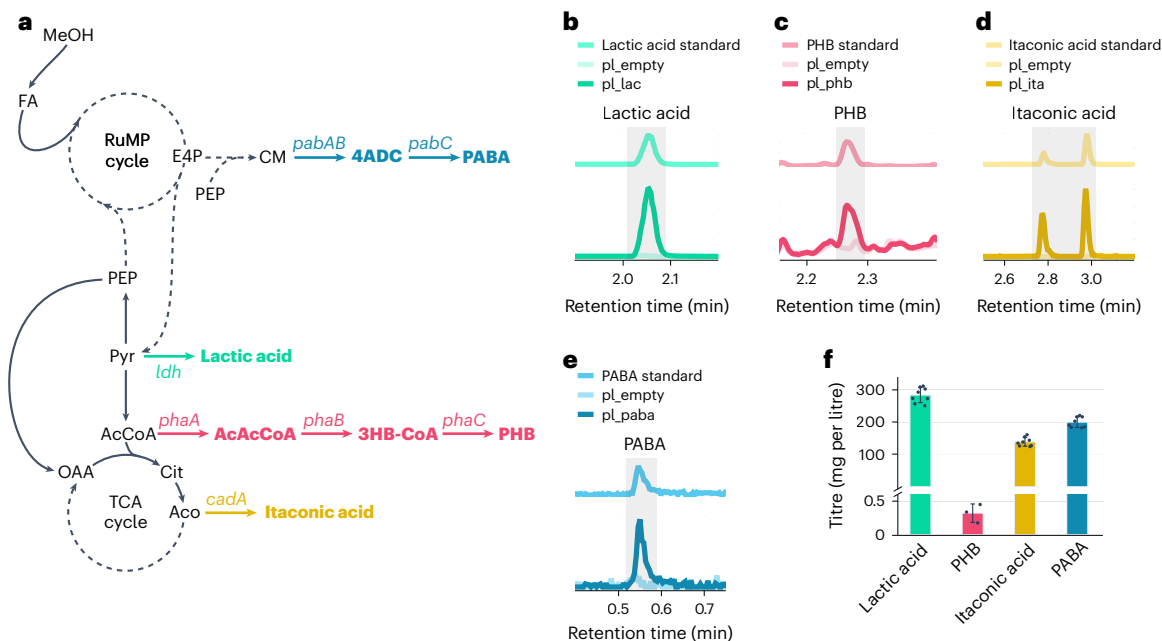 a
MeOH
FA
RuMP
cycle
E4P
CM
pabAB
4ADC
pabC
PABA
PEP
PEP
Pyr
ldh
Lactic acid
AcCoA
phaA
AcAcCoA
phaB
3HB-CoA
phaC
PHB
OAA
Cit
TCA
cycle
Aco
cadA
Itaconic acid
b
Lactic acid standard
pl_empty
pl_lac
Lactic acid
2.0
2.1
Retention time (min)
c
PHB standard
pl_empty
pl_phb
PHB
2.2
2.3
Retention time (min)
d
Itaconic acid standard
pl_empty
pl_ita
Itaconic acid
2.6
2.8
3.0
Retention time (min)
e
PABA standard
pl_empty
pl_paba
PABA
0.5
0.6
0.7
Retention time (min)
f
Titre (mg per litre)
300
200
100
0.5
0
Lactic acid
PHB
Itaconic acid
PABA